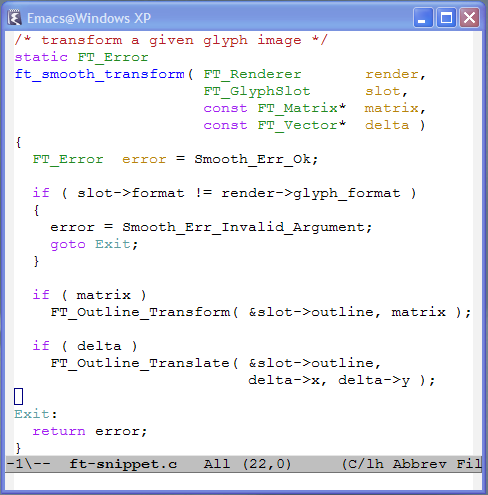 Emacs@Windows XP
/* transform a given glyph image */
static FT_Error
ft_smooth_transform( FT_Renderer       render,
                     FT_GlyphSlot      slot,
                     const FT_Matrix*  matrix,
                     const FT_Vector*  delta )
{
  FT_Error  error = Smooth_Err_Ok;

  if ( slot->format != render->glyph_format )
  {
    error = Smooth_Err_Invalid_Argument;
    goto Exit;
  }

  if ( matrix )
    FT_Outline_Transform( &slot->outline, matrix );

  if ( delta )
    FT_Outline_Translate( &slot->outline,
                          delta->x, delta->y );

Exit:
  return error;
}
-1\--  ft-snippet.c   All (22,0)      (C/lh Abbrev Fil